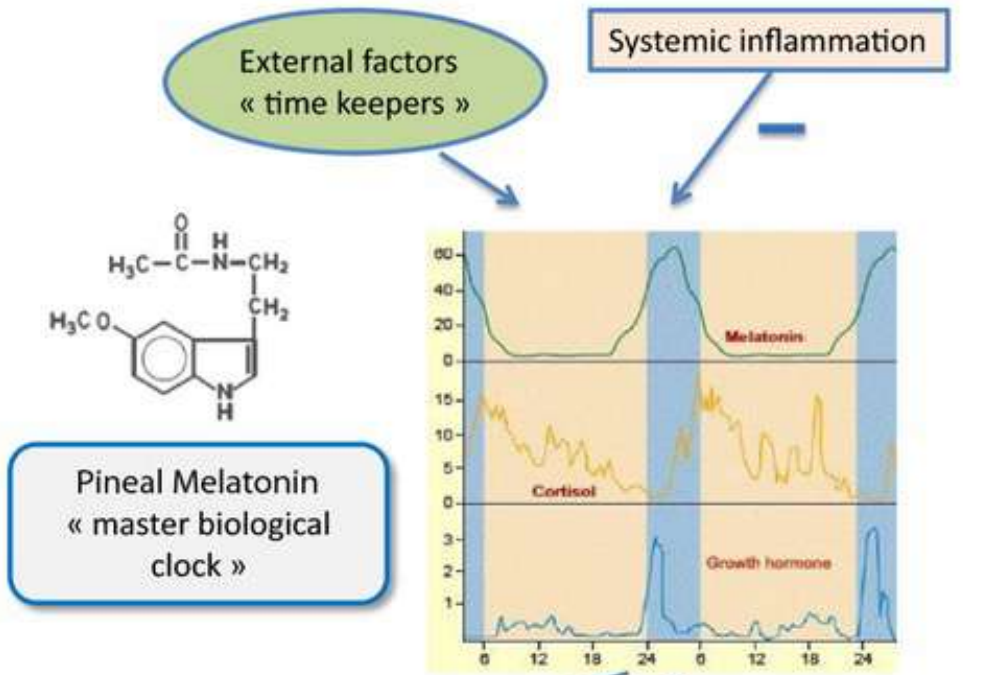 External factors
« time keepers »
Systemic inflammation
O
H
H₃C–C–N–CH₂
CH₂
H₃CO
N
H
Pineal Melatonin
« master biological
clock »
60
40
20
0
Melatonin
15
10
5
0
Cortisol
3
2
1
Growth hormone
6 12 18 24 6 12 18 24